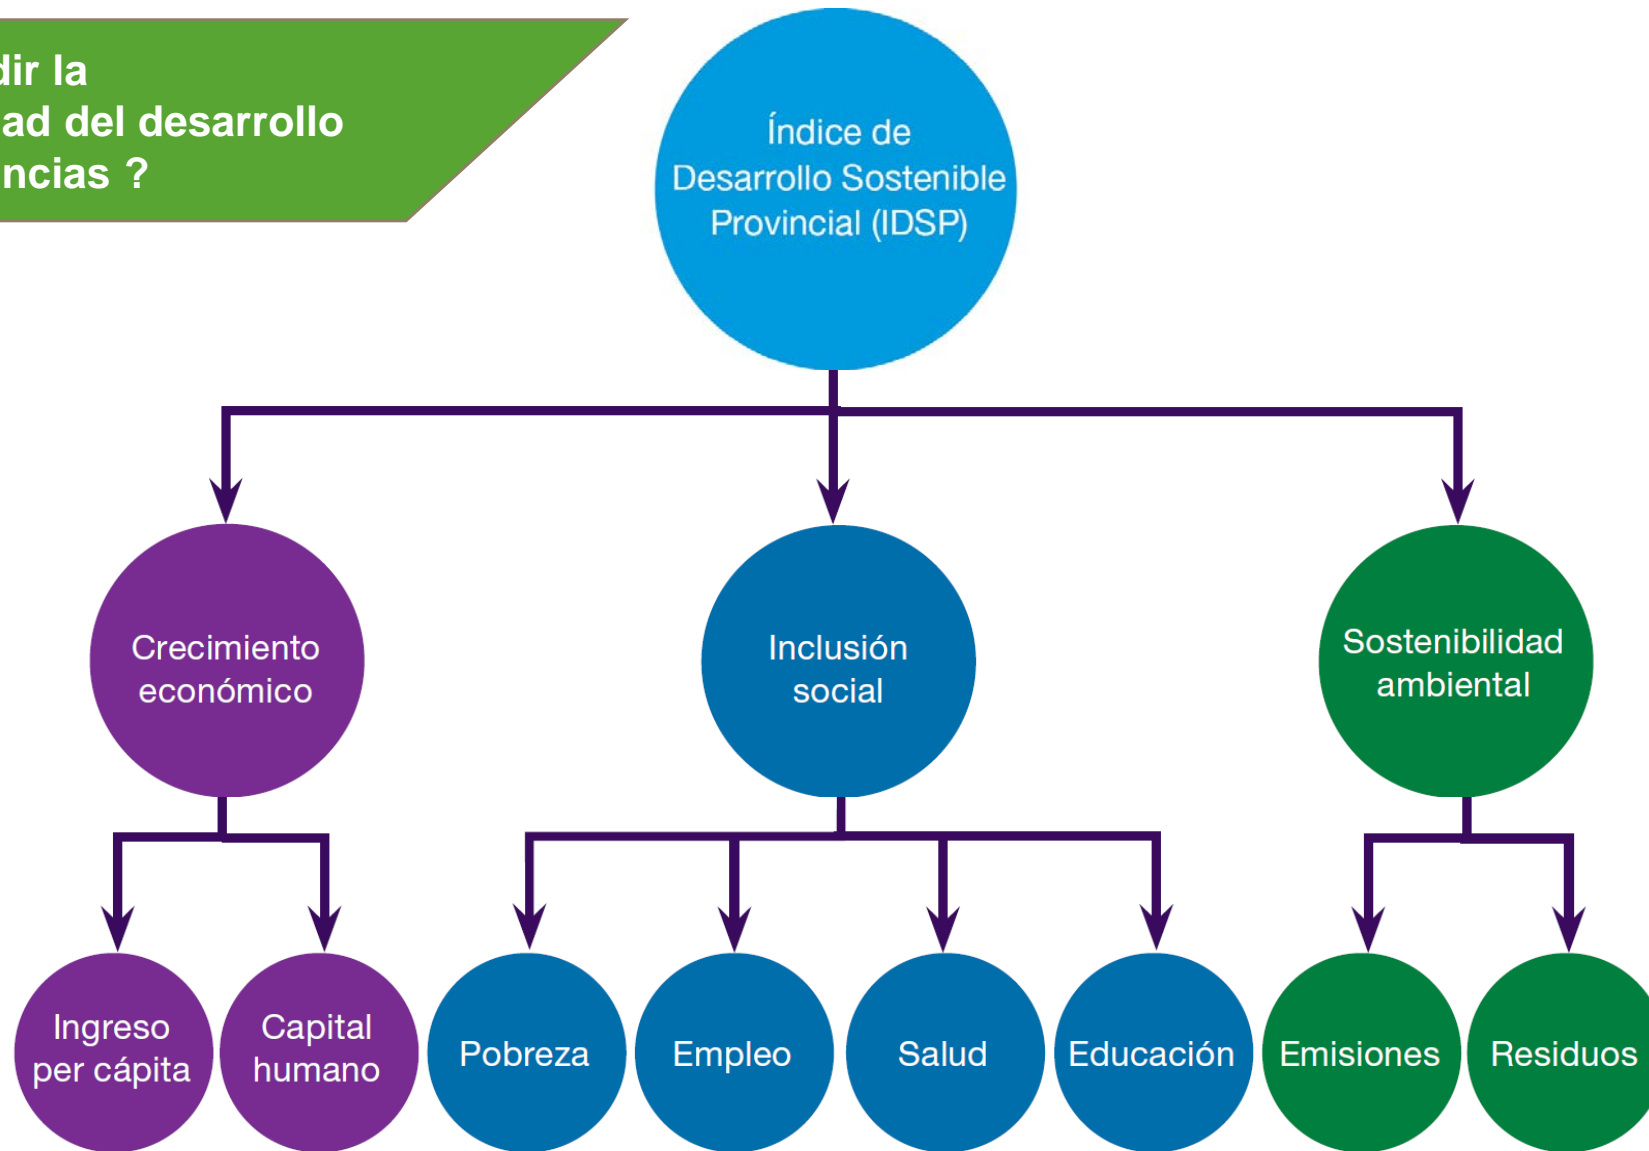 dir la
ad del desarrollo
ncias ?
Índice de
Desarrollo Sostenible
Provincial (IDSP)
Crecimiento
económico
Inclusión
social
Sostenibilidad
ambiental
Ingreso
per cápita
Capital
humano
Pobreza
Empleo
Salud
Educación
Emisiones
Residuos